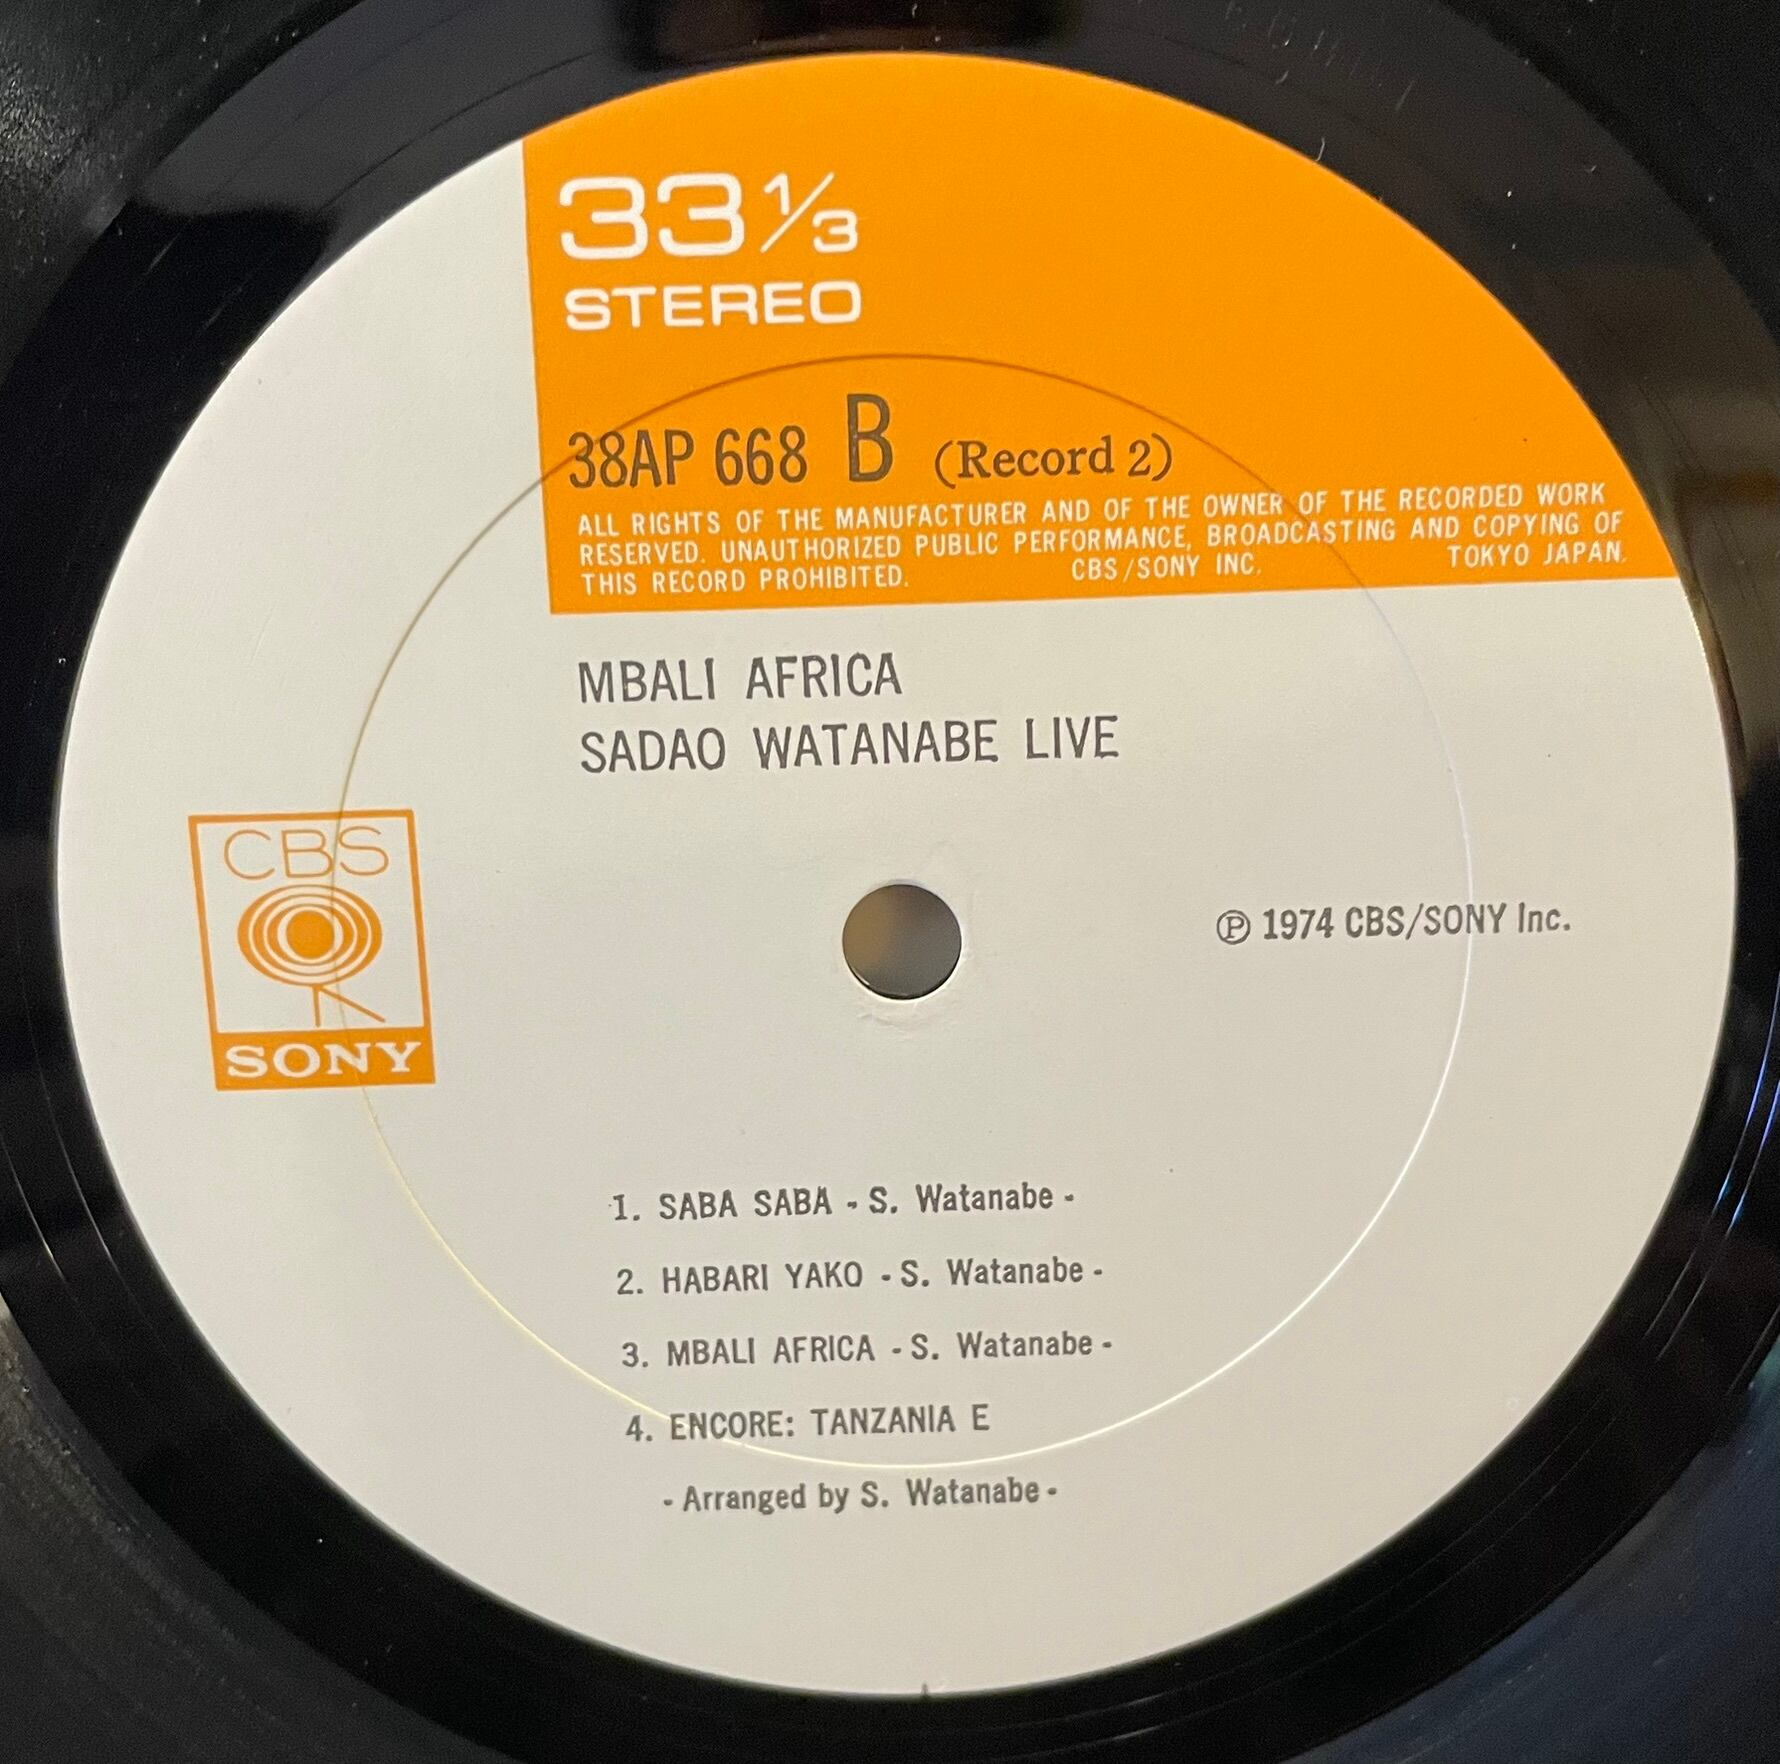 33 1/3
STEREO
38AP 668 B (Record 2)
ALL RIGHTS OF THE MANUFACTURER AND OF THE OWNER OF THE RECORDED WORK
RESERVED. UNAUTHORIZED PUBLIC PERFORMANCE, BROADCASTING AND COPYING OF
THIS RECORD PROHIBITED. CBS/SONY INC. TOKYO JAPAN.
MBALI AFRICA
SADAO WATANABE LIVE
CBS
SONY
℗ 1974 CBS/SONY Inc.
1. SABA SABA - S. Watanabe -
2. HABARI YAKO - S. Watanabe -
3. MBALI AFRICA - S. Watanabe -
4. ENCORE: TANZANIA E
- Arranged by S. Watanabe -